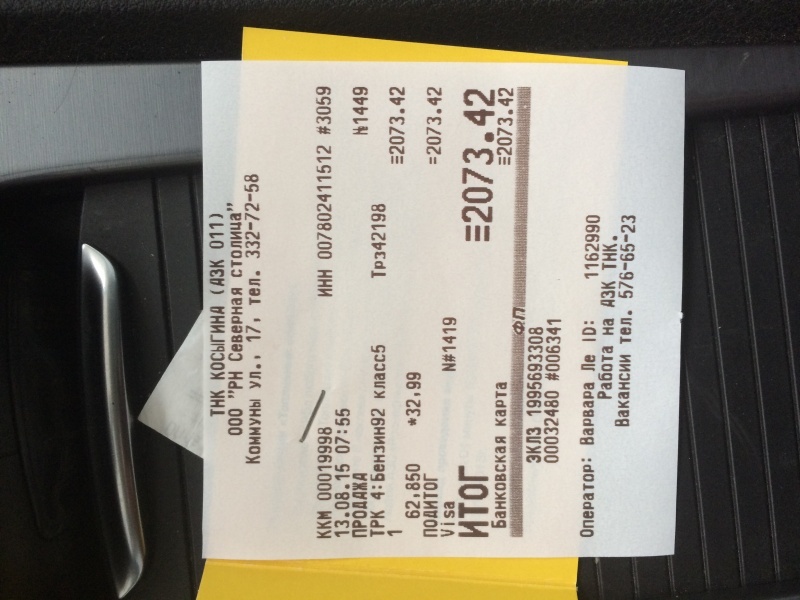 ТНК КОСЫГИНА (АЗК 011)
ООО "РН Северная столица"
Коммуны ул., 17, тел. 332-72-58
ККМ 00019998 ИНН 007802411512 #3059
13.08.15 07:55
ПРОДАЖА №1449
ТРК 4:Бензин92 класс5 Трз42198
1 ≡2073.42
62,850 *32,99
ПОДИТОГ ≡2073.42
Visa N#1419
ИТОГ ≡2073.42
Банковская карта ≡2073.42
ФП
ЭКЛЗ 1995693308
00032480 #006341
Оператор: Варвара Ле ID: 1162990
Работа на АЗК ТНК.
Вакансии тел. 576-65-23